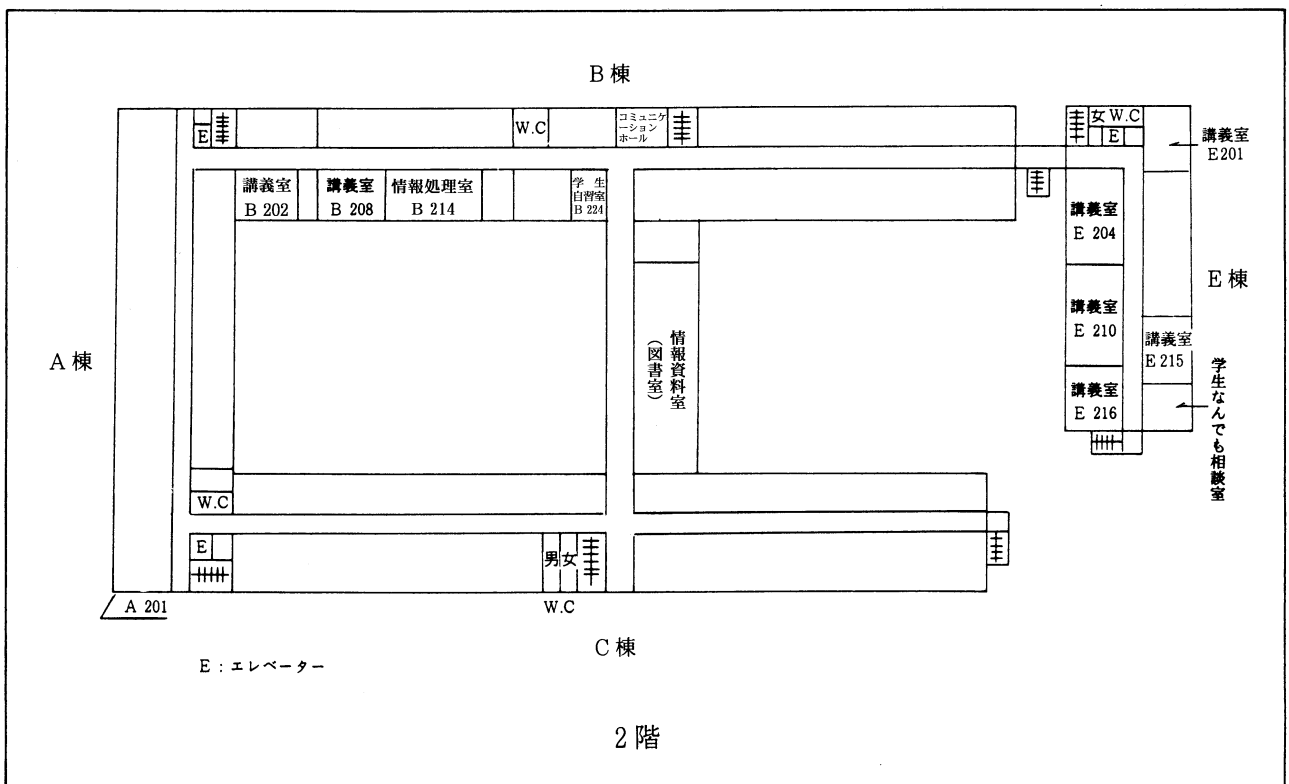 B棟
コミュニケ
ーション
ホール
W.C
E
女 W.C
E
講義室
E201
講義室
B 202
講義室
B 208
情報処理室
B 214
学 生
自習室
B 224
講義室
E 204
E棟
講義室
E 210
講義室
E 215
A棟
情報資料室
(図書室)
講義室
E 216
学生なんでも相談室
W.C
E
男
女
A 201
W.C
C棟
E:エレベーター
2階